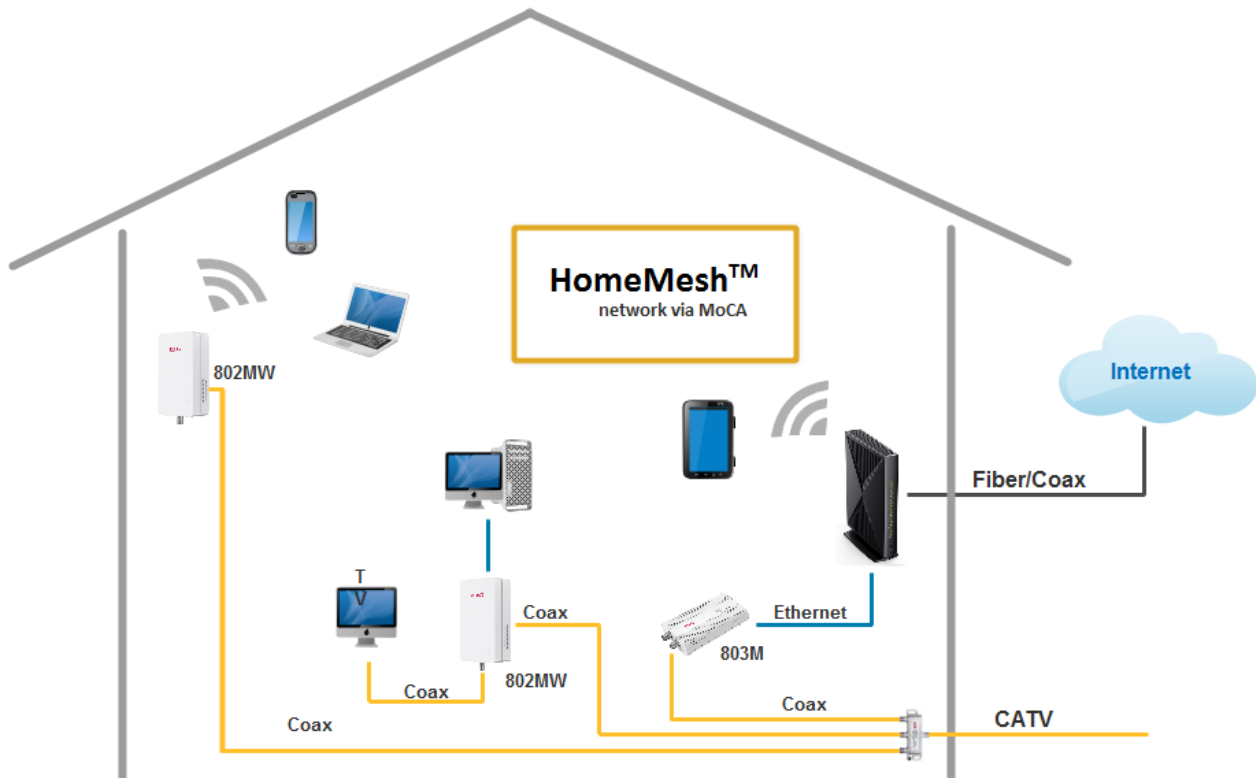 HomeMesh™
network via MoCA
802MW
Internet
Fiber/Coax
T
V
Coax
Ethernet
803M
802MW
Coax
Coax
Coax
CATV